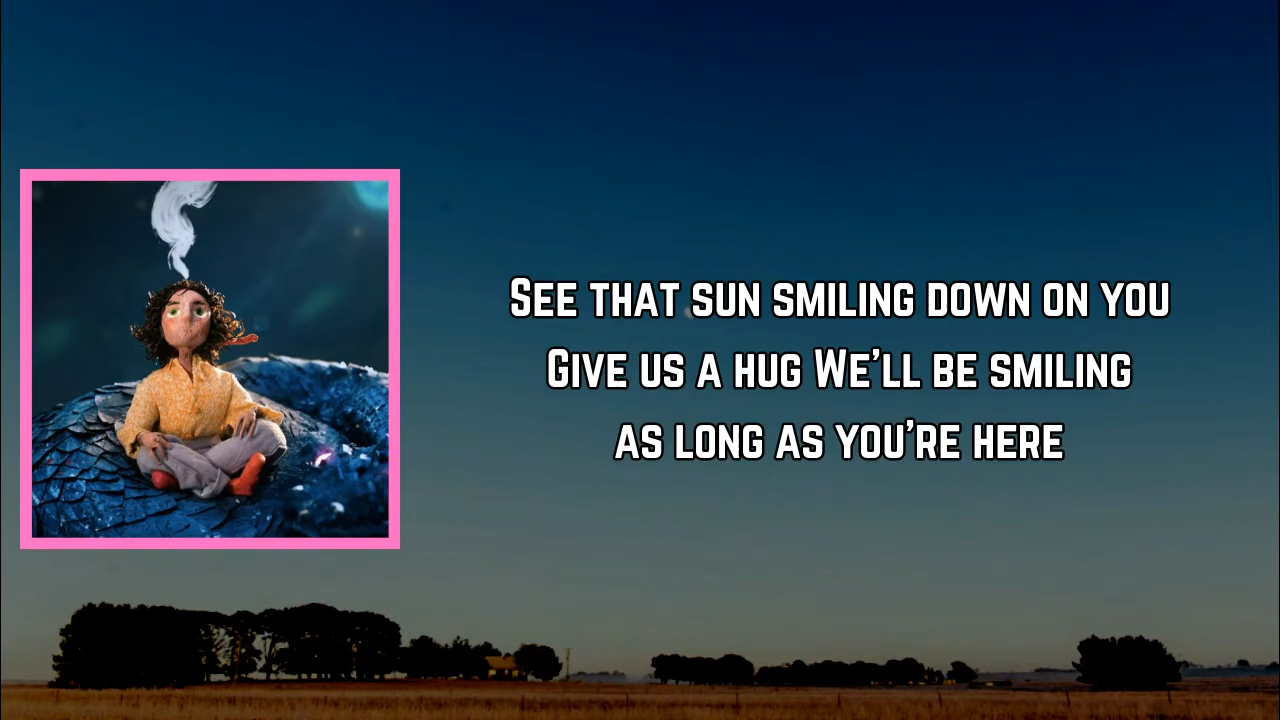 See that sun smiling down on you
Give us a hug We'll be smiling
as long as you're here